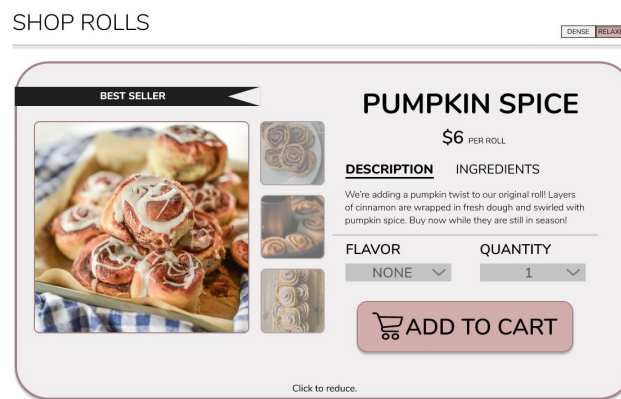 SHOP ROLLS
DENSE
BEST SELLER
PUMPKIN SPICE
$6 PER ROLL
DESCRIPTION INGREDIENTS
We're adding a pumpkin twist to our original roll! Layers
of cinnamon are wrapped in fresh dough and swirled with
pumpkin spice. Buy now while they are still in season!
FLAVOR QUANTITY
NONE 1
ADD TO CART
Click to reduce.